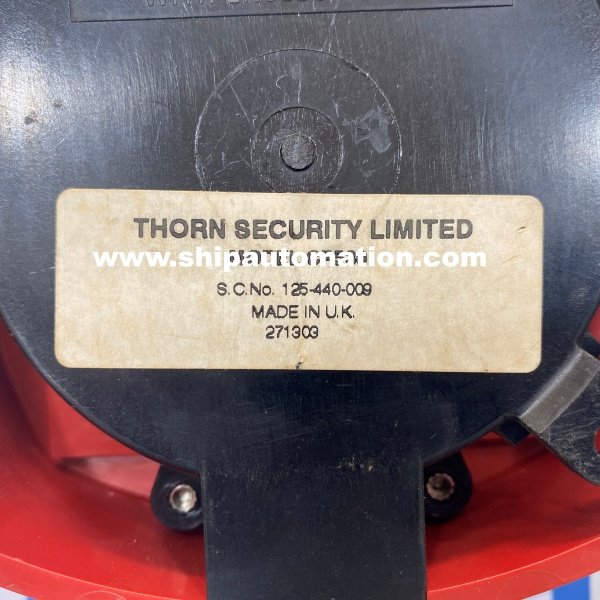 THORN SECURITY LIMITED
www.shipautomation.com
S.C.No. 125-440-009
MADE IN U.K.
271303